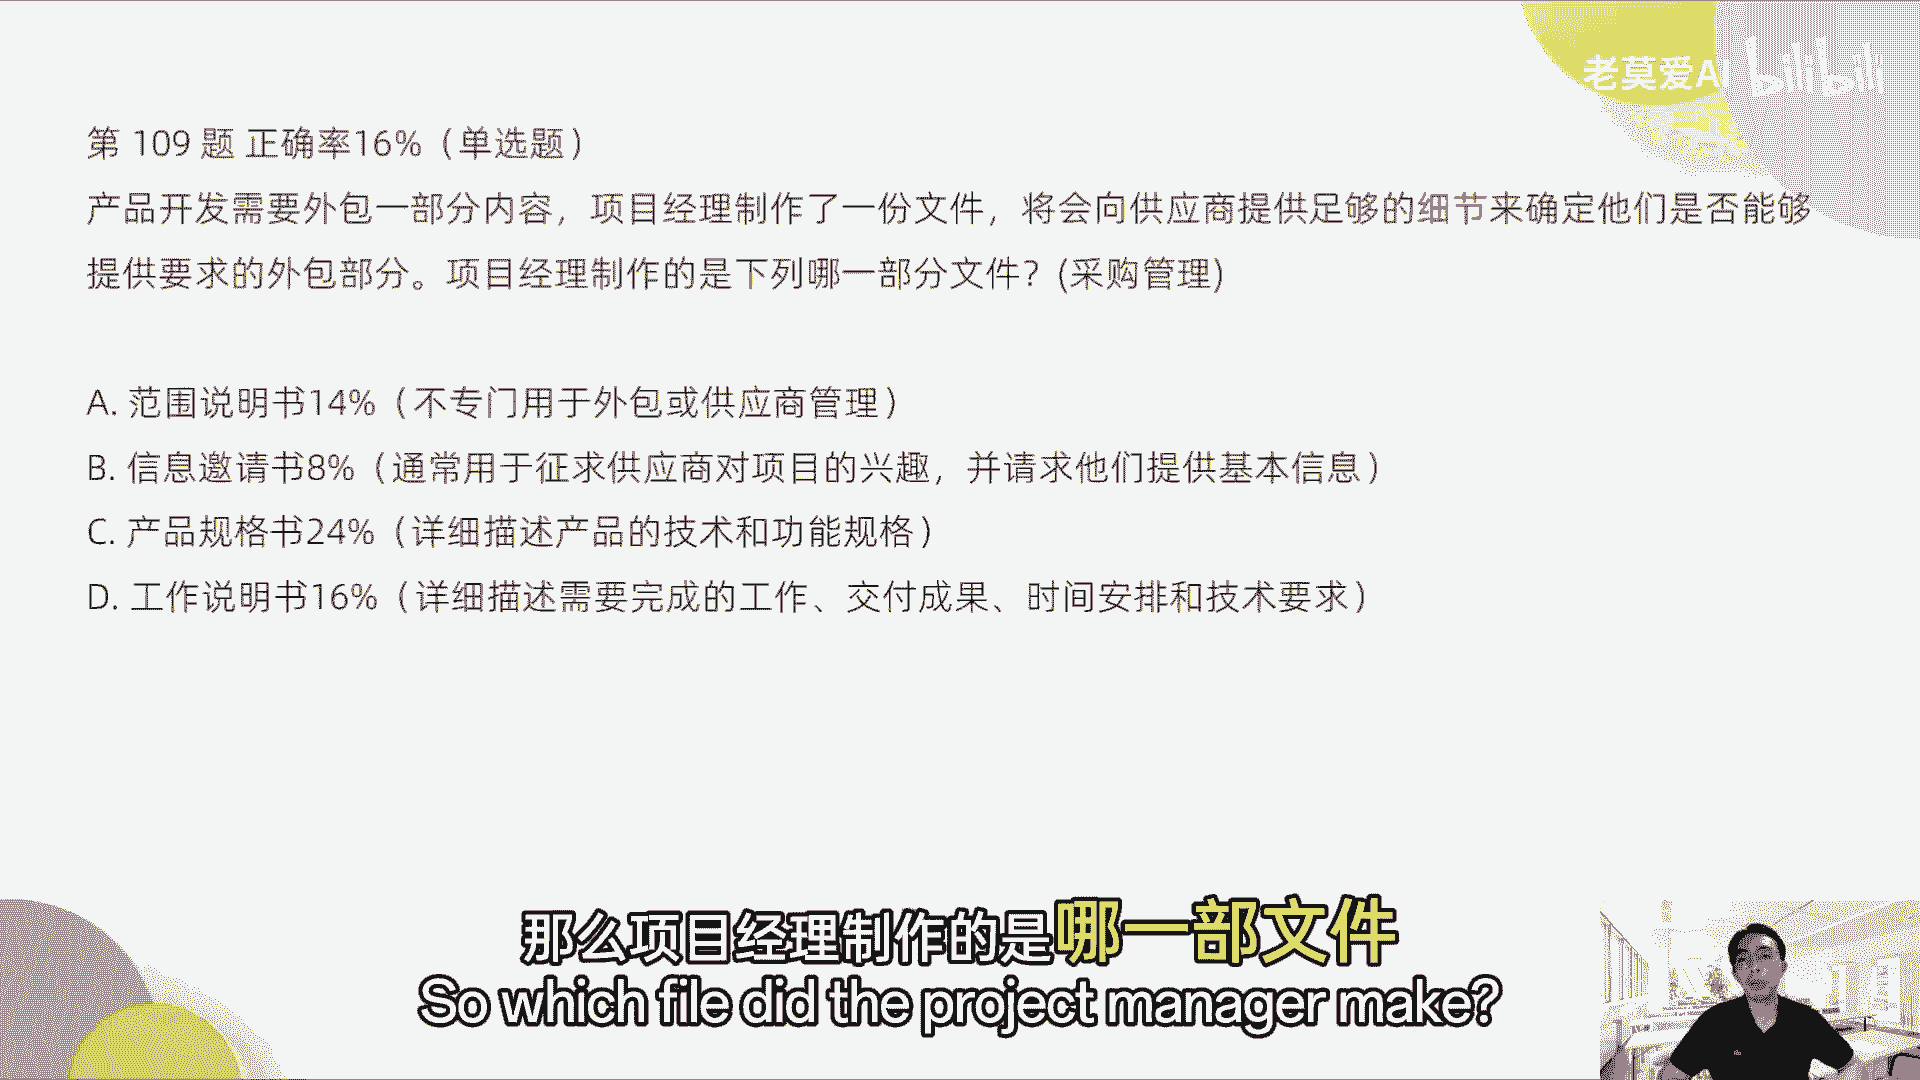 老莫爱AI bilibili
第 109 题 正确率16%（单选题）
产品开发需要外包一部分内容，项目经理制作了一份文件，将会向供应商提供足够的细节来确定他们是否能够
提供要求的外包部分。项目经理制作的是下列哪一部分文件？(采购管理)
A. 范围说明书14%（不专门用于外包或供应商管理）
B. 信息邀请书8%（通常用于征求供应商对项目的兴趣，并请求他们提供基本信息）
C. 产品规格书24%（详细描述产品的技术和功能规格）
D. 工作说明书16%（详细描述需要完成的工作、交付成果、时间安排和技术要求）
那么项目经理制作的是哪一部文件
So which file did the project manager make?